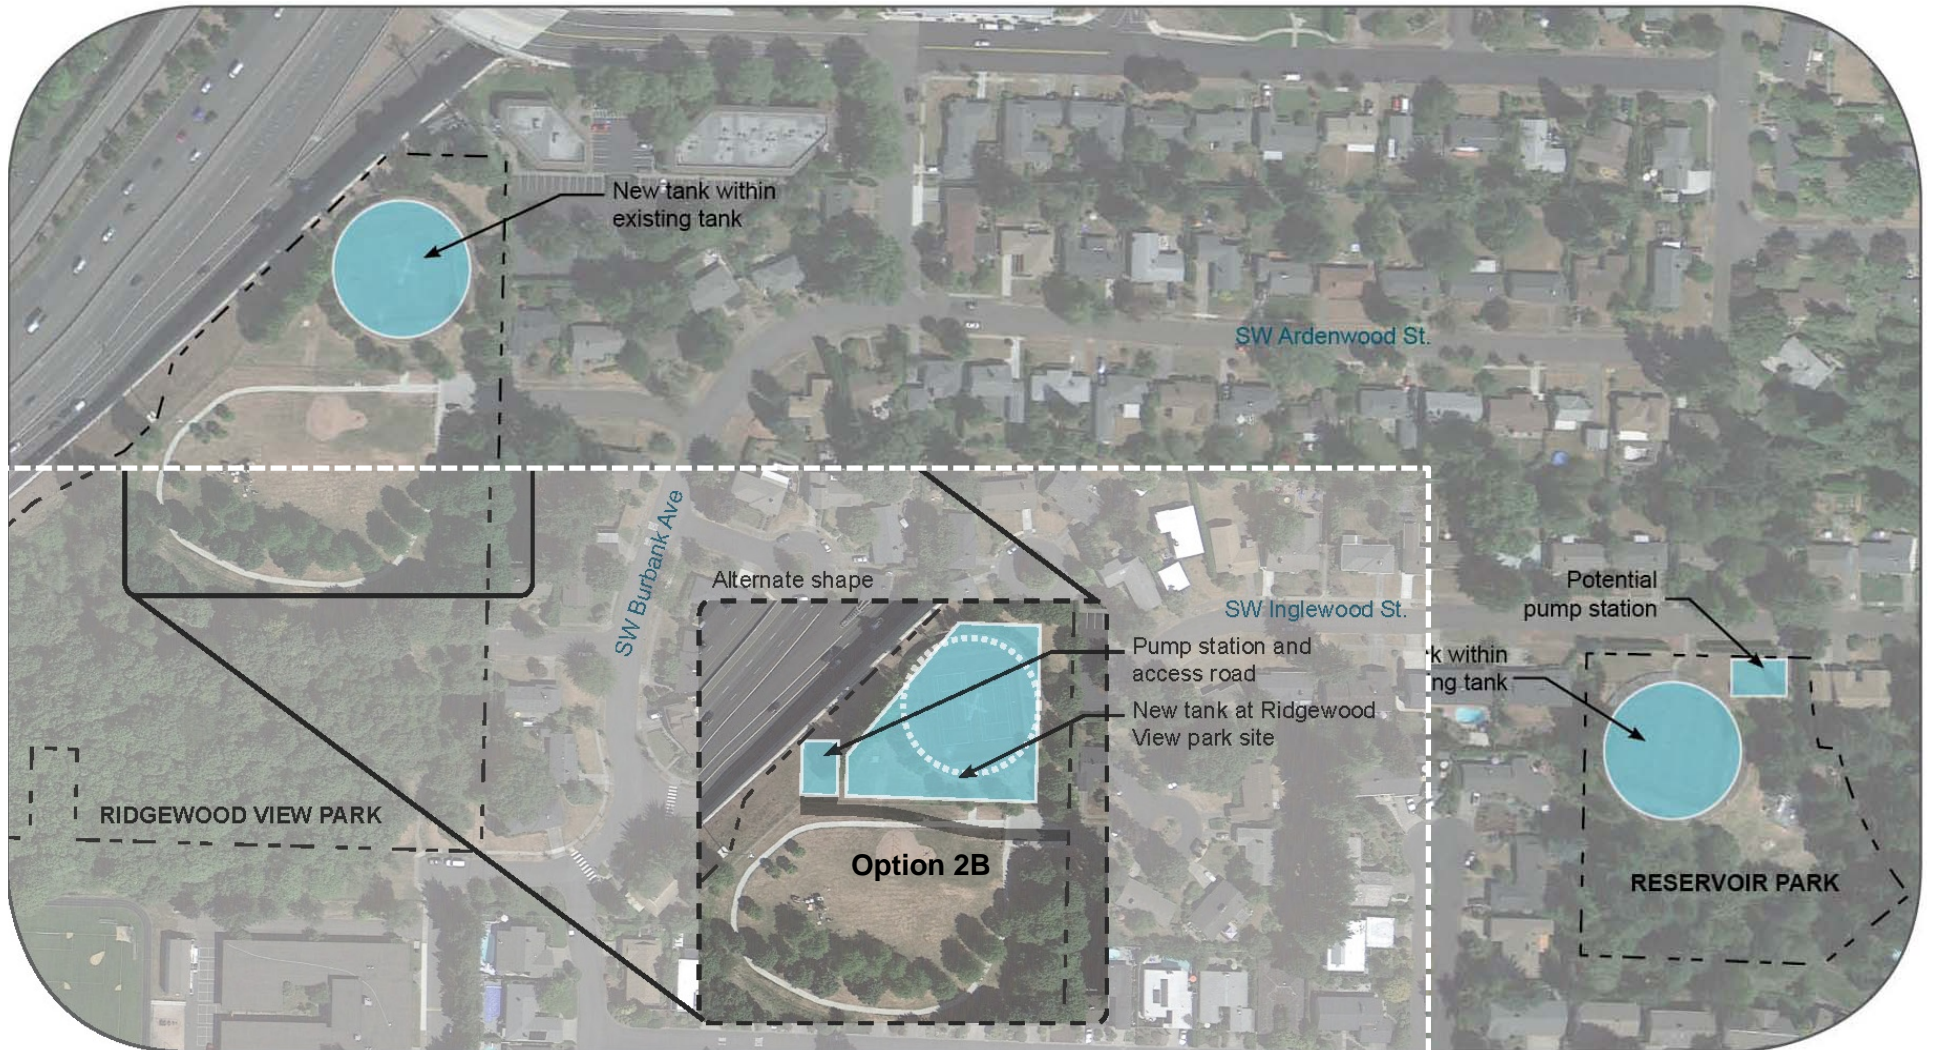 New tank within
existing tank
SW Ardenwood St.
SW Burbank Ave
Alternate shape
SW Inglewood St.
Pump station and
access road
New tank at Ridgewood
View park site
Potential
pump station
within
tank
RIDGEWOOD VIEW PARK
Option 2B
RESERVOIR PARK